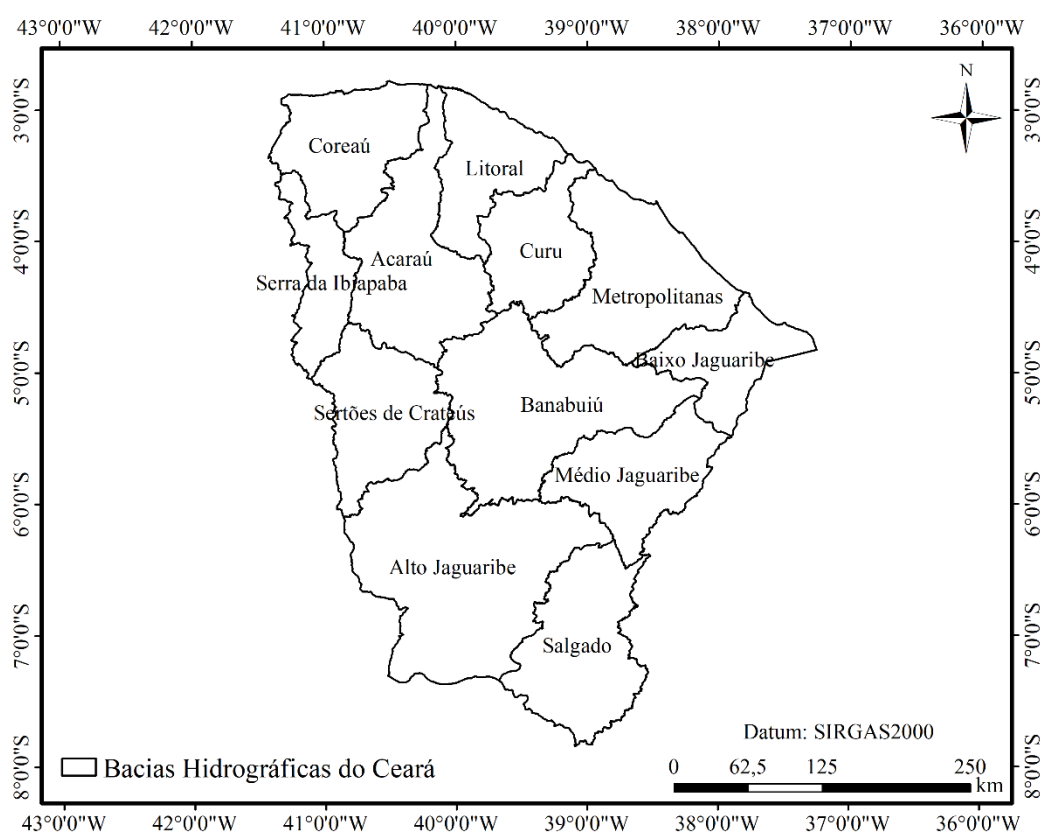 43°0'0"W 42°0'0"W 41°0'0"W 40°0'0"W 39°0'0"W 38°0'0"W 37°0'0"W 36°0'0"W
N
3°0'0"S 3°0'0"S
Coreaú
Litoral
4°0'0"S 4°0'0"S
Curu
Acaraú
Serra da Ibiapaba
Metropolitanas
Baixo Jaguaribe
5°0'0"S 5°0'0"S
Sertões de Crateús
Banabuiú
Médio Jaguaribe
6°0'0"S 6°0'0"S
Alto Jaguaribe
7°0'0"S 7°0'0"S
Salgado
Datum: SIRGAS2000
Bacias Hidrográficas do Ceará
0 62,5 125 250
km
8°0'0"S 8°0'0"S
43°0'0"W 42°0'0"W 41°0'0"W 40°0'0"W 39°0'0"W 38°0'0"W 37°0'0"W 36°0'0"W